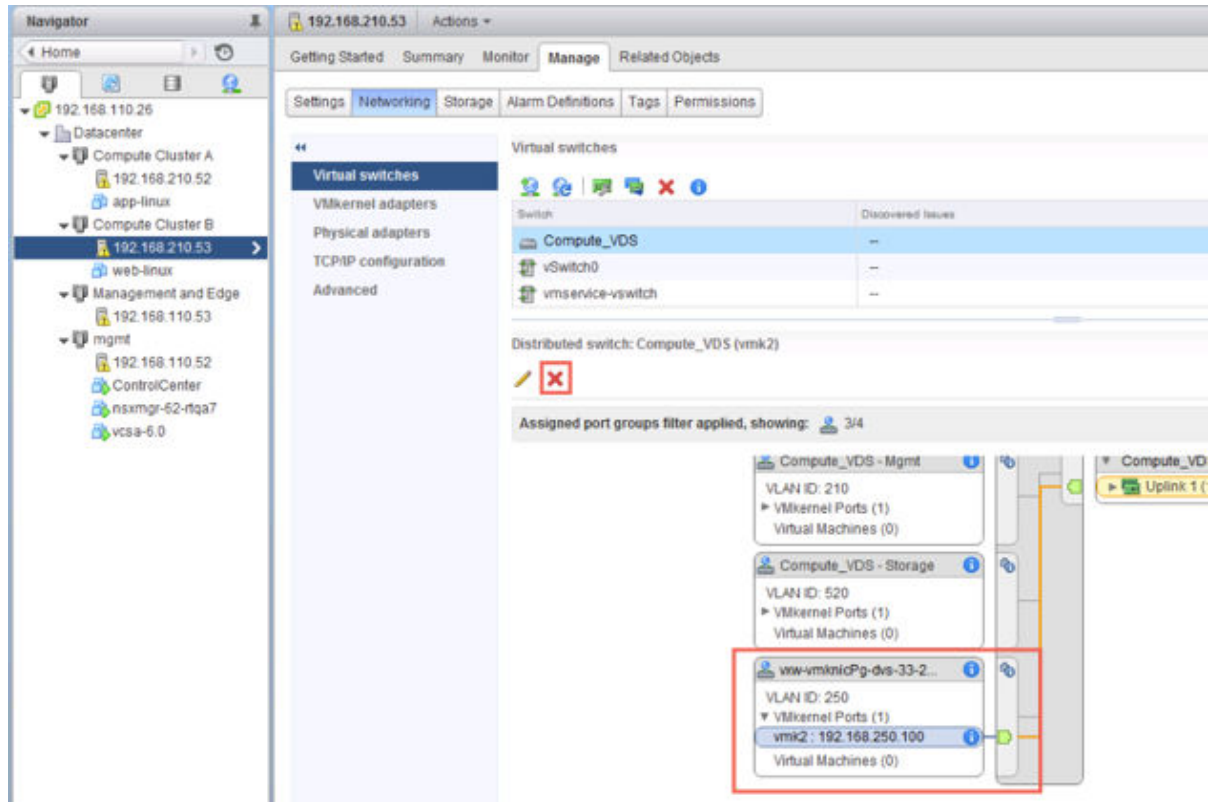 Navigator
Home
192.168.110.26
Datacenter
Compute Cluster A
192.168.210.52
app-linux
Compute Cluster B
192.168.210.53
web-linux
Management and Edge
192.168.110.53
mgmt
192.168.110.52
ControlCenter
nsxmgr-62-rtqa7
vcsa-6.0
192.168.210.53 Actions
Getting Started Summary Monitor Manage Related Objects
Settings Networking Storage Alarm Definitions Tags Permissions
Virtual switches
VMkernel adapters
Physical adapters
TCP/IP configuration
Advanced
Virtual switches
Switch Discovered Issues
Compute_VDS --
vSwitch0 --
vmservice-vswitch --
Distributed switch: Compute_VDS (vmk2)
Assigned port groups filter applied, showing: 3/4
Compute_VDS - Mgmt
VLAN ID: 210
VMkernel Ports (1)
Virtual Machines (0)
Compute_VDS - Storage
VLAN ID: 520
VMkernel Ports (1)
Virtual Machines (0)
vxw-vmknicPg-dvs-33-2...
VLAN ID: 250
VMkernel Ports (1)
vmk2 : 192.168.250.100
Virtual Machines (0)
Compute_VD
Uplink 1 (